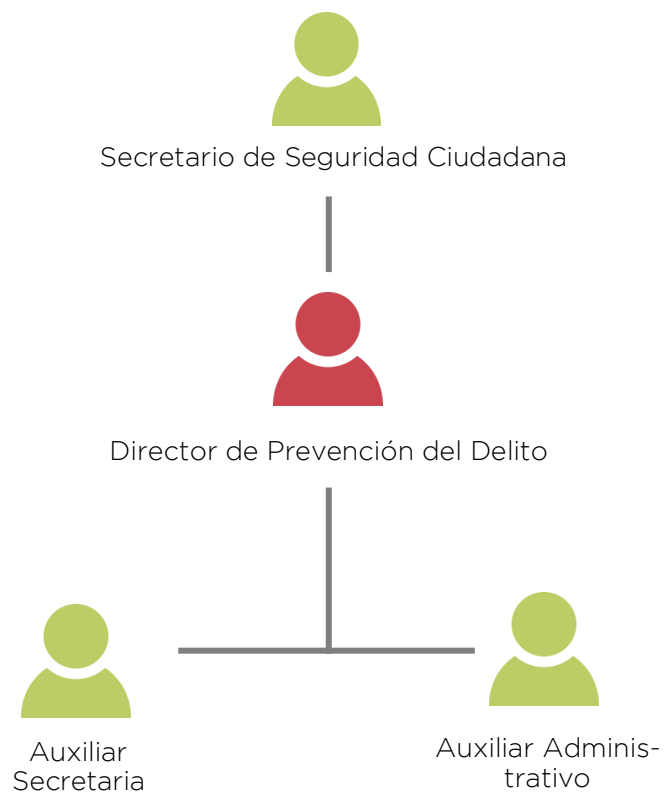 Secretario de Seguridad Ciudadana
Director de Prevención del Delito
Auxiliar
Secretaria
Auxiliar Adminis-
trativo